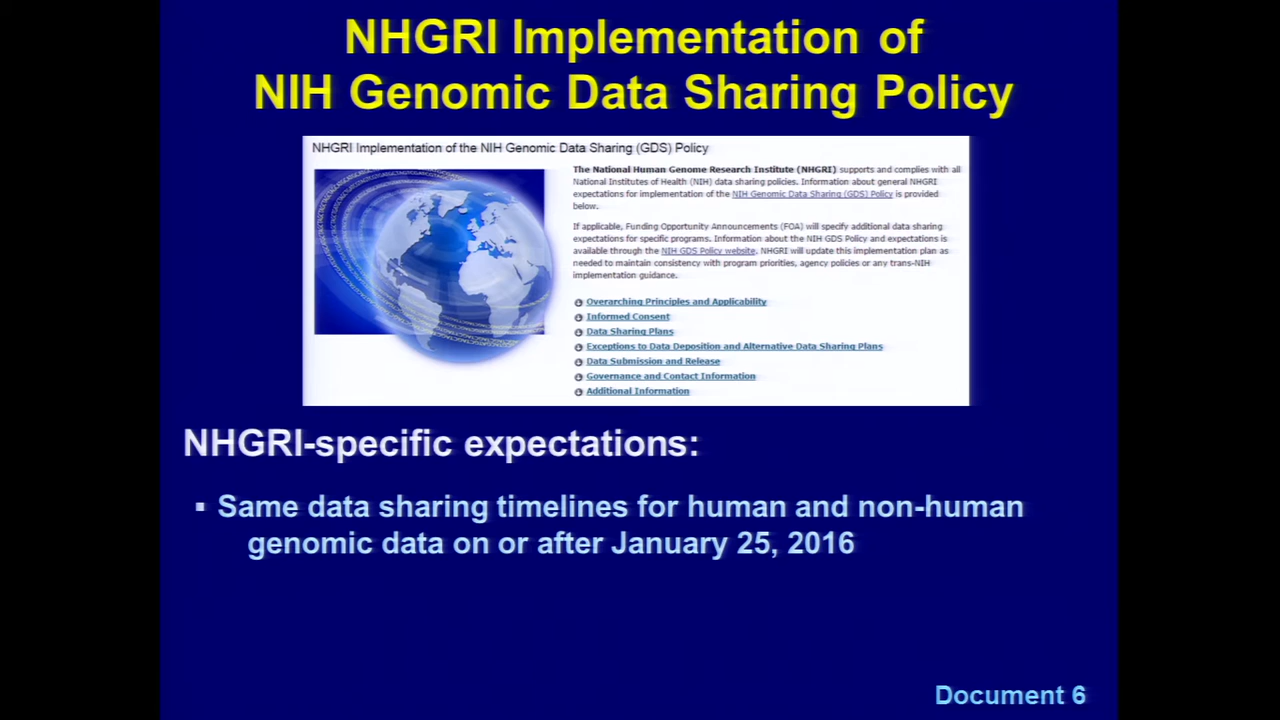 NHGRI Implementation of
NIH Genomic Data Sharing Policy
NHGRI Implementation of the NIH Genomic Data Sharing (GDS) Policy
The National Human Genome Research Institute (NHGRI) supports and complies with all
National Institutes of Health (NIH) data sharing policies. Information about general NHGRI
expectations for implementation of the NIH Genomic Data Sharing (GDS) Policy is provided
below.
If applicable, Funding Opportunity Announcements (FOA) will specify additional data sharing
expectations for specific programs. Information about the NIH GDS Policy and expectations is
available through the NIH GDS Policy website. NHGRI will update this implementation plan as
needed to maintain consistency with program priorities, agency policies or any trans-NIH
implementation guidance.
Overarching Principles and Applicability
Informed Consent
Data Sharing Plans
Exceptions to Data Deposition and Alternative Data Sharing Plans
Data Submission and Release
Governance and Contact Information
Additional Information
NHGRI-specific expectations:
▪ Same data sharing timelines for human and non-human
genomic data on or after January 25, 2016
Document 6